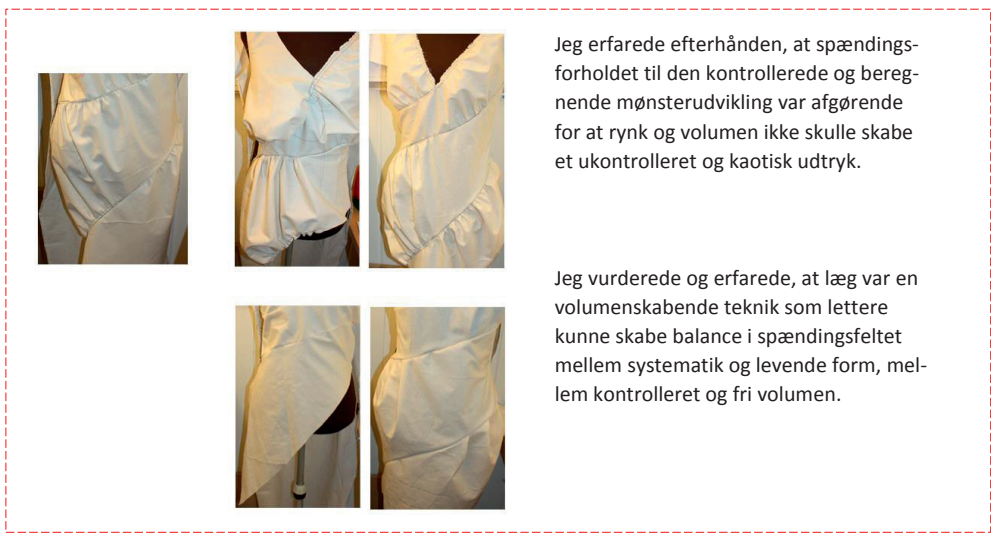 Jeg erfarede efterhånden, at spændings-
forholdet til den kontrollerede og bereg-
nende mønsterudvikling var afgørende
for at rynk og volumen ikke skulle skabe
et ukontrolleret og kaotisk udtryk.
Jeg vurderede og erfarede, at læg var en
volumenskabende teknik som lettere
kunne skabe balance i spændingsfeltet
mellem systematik og levende form, mel-
lem kontrolleret og fri volumen.